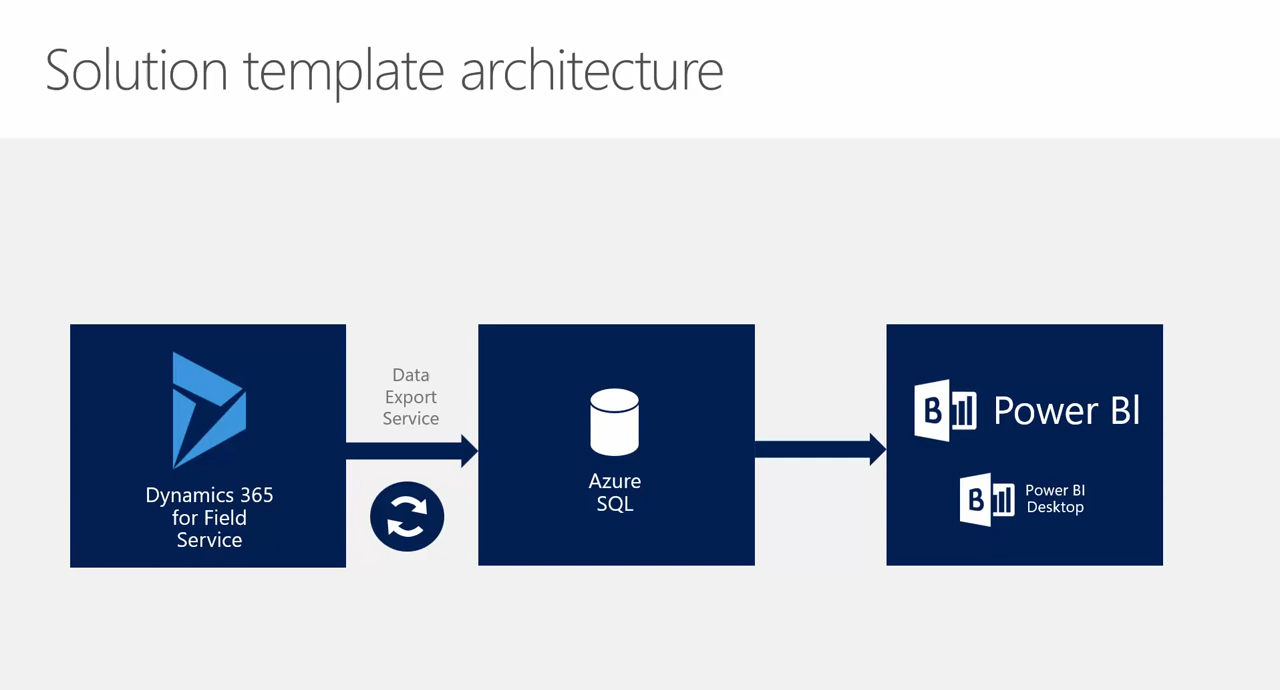 Solution template architecture
Dynamics 365
for Field
Service
Data
Export
Service
Azure
SQL
B Power BI
B Power BI
Desktop